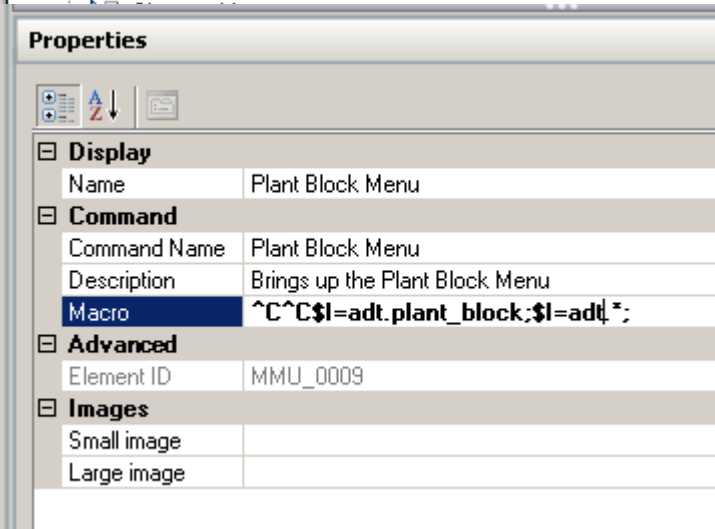 Properties
Display
Name Plant Block Menu
Command
Command Name Plant Block Menu
Description Brings up the Plant Block Menu
Macro ^C^C$I=adt.plant_block;$I=adt.*;
Advanced
Element ID MMU_0009
Images
Small image
Large image